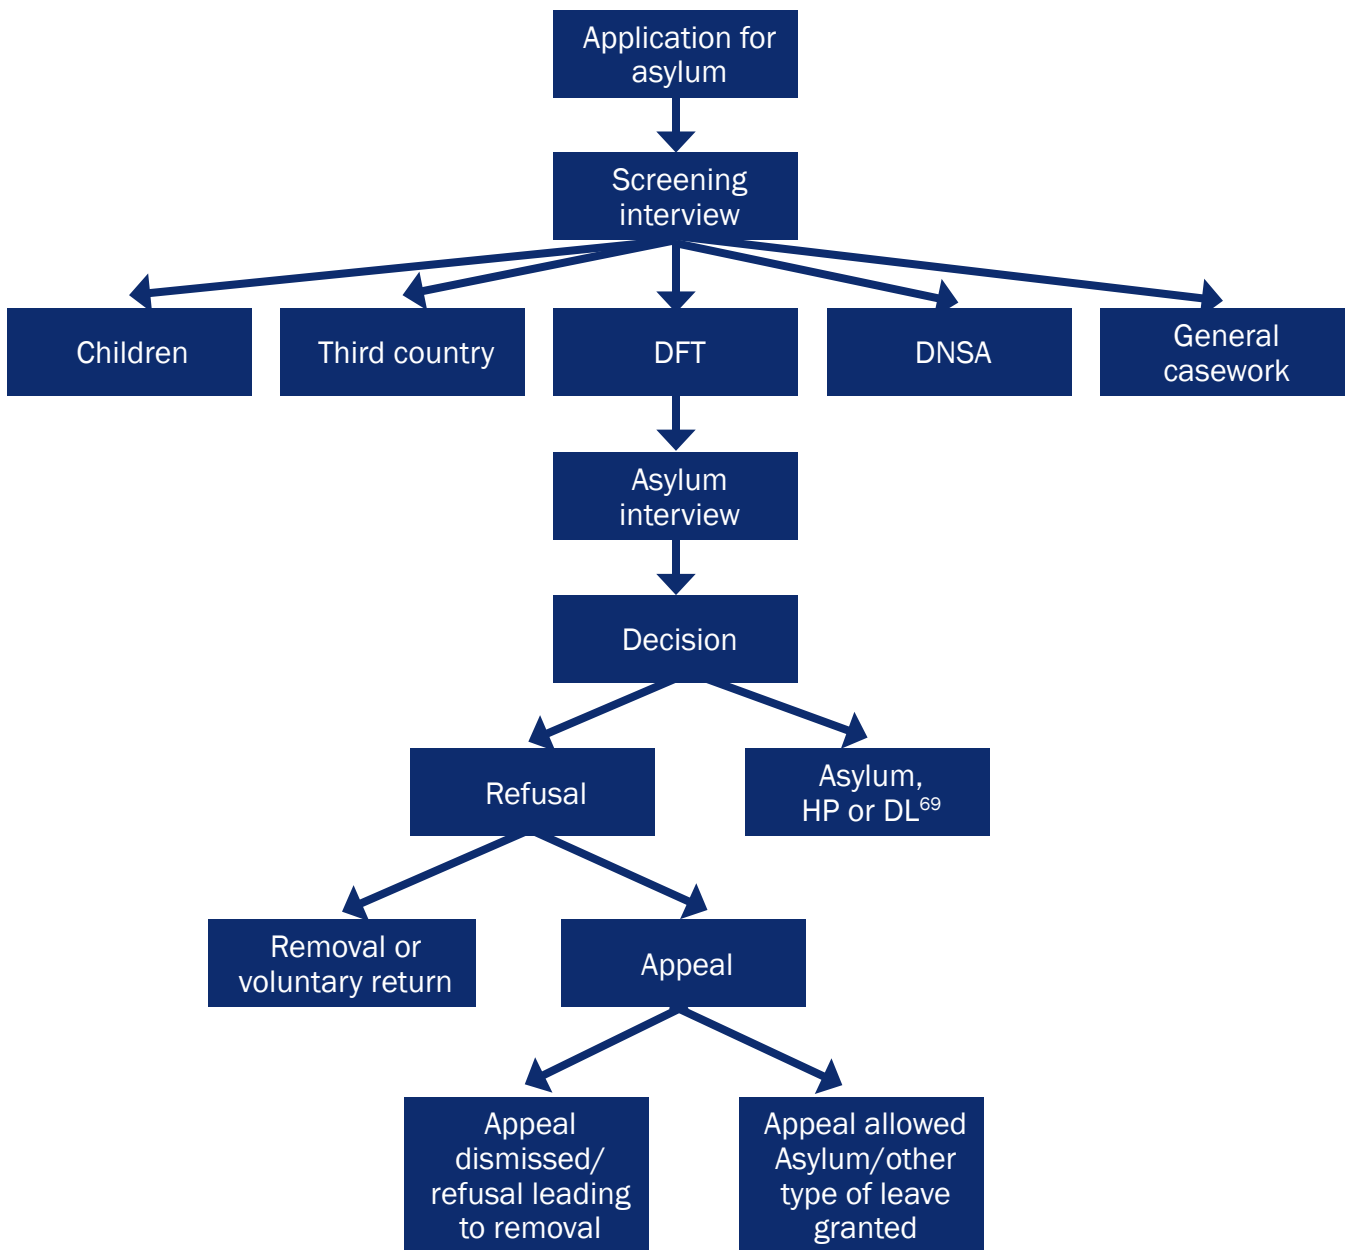 Application for
asylum
Screening
interview
Children
Third country
DFT
DNSA
General
casework
Asylum
interview
Decision
Refusal
Asylum,
HP or DL⁶⁹
Removal or
voluntary return
Appeal
Appeal
dismissed/
refusal leading
to removal
Appeal allowed
Asylum/other
type of leave
granted